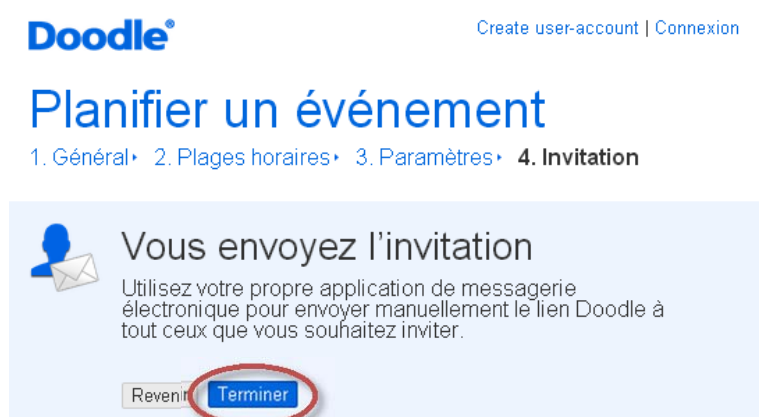 Doodle®
Create user-account | Connexion
Planifier un événement
1. Général 2. Plages horaires 3. Paramètres 4. Invitation
Vous envoyez l'invitation
Utilisez votre propre application de messagerie
électronique pour envoyer manuellement le lien Doodle à
tout ceux que vous souhaitez inviter.
Revenir Terminer